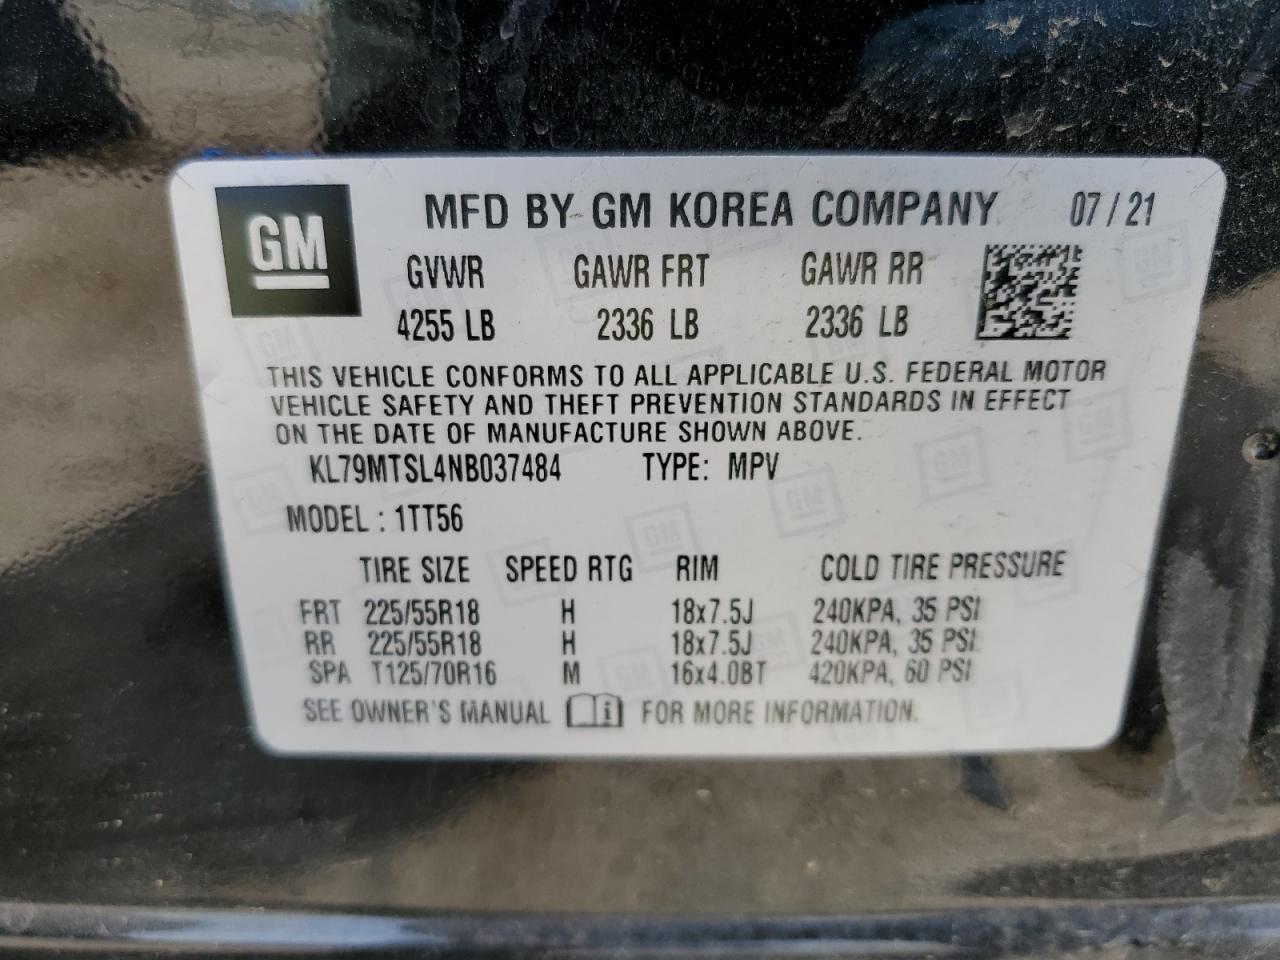 GM MFD BY GM KOREA COMPANY 07/21
GVWR GAWR FRT GAWR RR
4255 LB 2336 LB 2336 LB
THIS VEHICLE CONFORMS TO ALL APPLICABLE U.S. FEDERAL MOTOR
VEHICLE SAFETY AND THEFT PREVENTION STANDARDS IN EFFECT
ON THE DATE OF MANUFACTURE SHOWN ABOVE.
KL79MTSL4NB037484 TYPE: MPV
MODEL : 1TT56
TIRE SIZE SPEED RTG RIM COLD TIRE PRESSURE
FRT 225/55R18 H 18x7.5J 240KPA, 35 PSI
RR 225/55R18 H 18x7.5J 240KPA, 35 PSI
SPA T125/70R16 M 16x4.0BT 420KPA, 60 PSI
SEE OWNER'S MANUAL i FOR MORE INFORMATION.